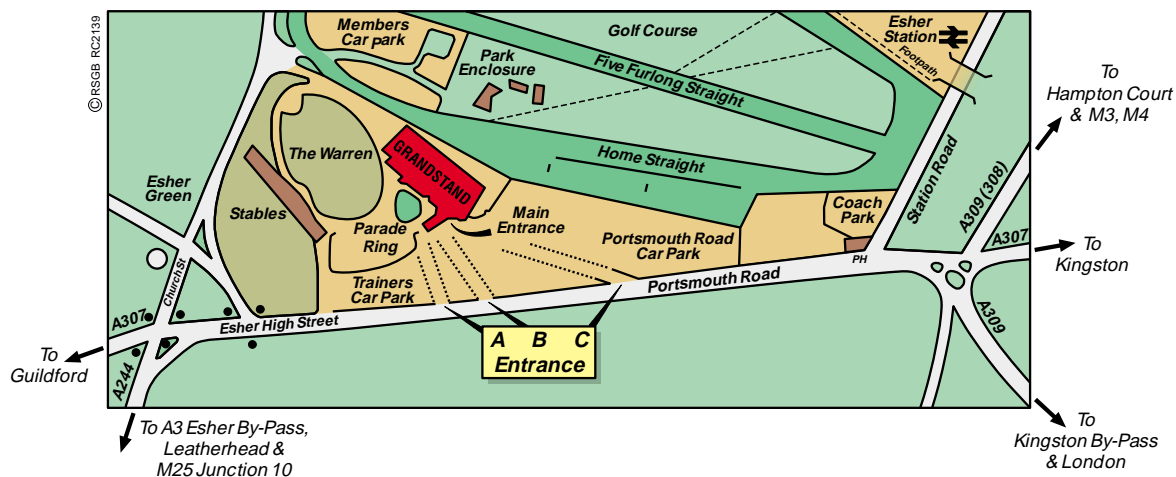 ©RSGB RC2139
Members
Car park
Park
Enclosure
Golf Course
Five Furlong Straight
Esher
Station
Footpath
To
Hampton Court
& M3, M4
The Warren
GRANDSTAND
Home Straight
Station Road
A309 (308)
Esher
Green
Stables
Parade
Ring
Main
Entrance
Coach
Park
Portsmouth Road
Car Park
PH
A307
To
Kingston
Church St
Trainers
Car Park
Portsmouth Road
A307
Esher High Street
A309
To
Guildford
A244
A B C
Entrance
To A3 Esher By-Pass,
Leatherhead &
M25 Junction 10
To
Kingston By-Pass
& London